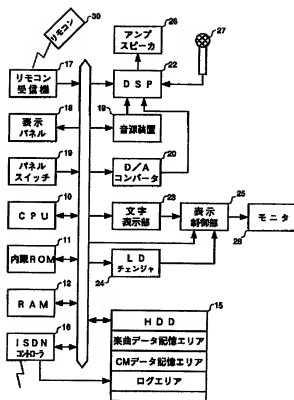 30
リモコン
26
アンプ
スピーカ
27
17
リモコン
受信機
22
DSP
18
表示
パネル
19
音源装置
19
パネル
スイッチ
20
D/A
コンバータ
10
CPU
23
文字
表示部
25
表示
制御部
モニタ
28
11
内蔵ROM
LD
チェンジャ
24
12
RAM
15
HDD
楽曲データ記憶エリア
CMデータ記憶エリア
ログエリア
16
ISDN
コントローラ